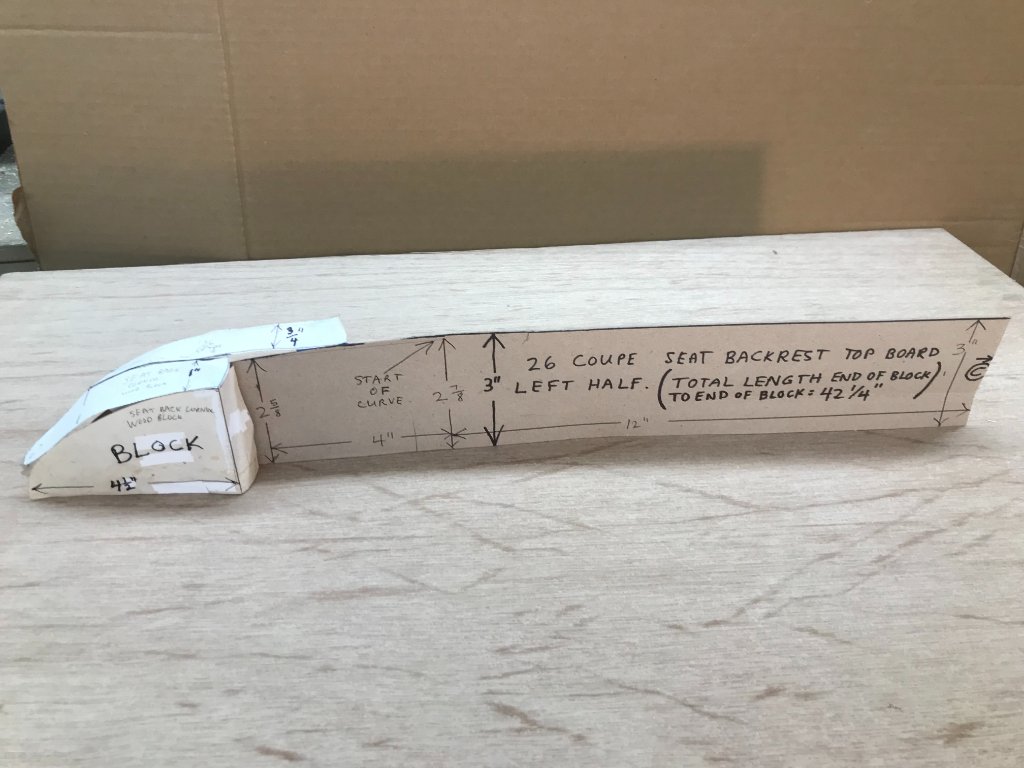 3/4"
1"
SEAT BACK CORNER
WOOD BLOCK
BLOCK
4½"
2 5/8
START
OF
CURVE
4"
2 7/8
3"
26 COUPE SEAT BACKREST TOP BOARD
LEFT HALF. (TOTAL LENGTH END OF BLOCK
TO END OF BLOCK: 42 1/4")
12"
3"